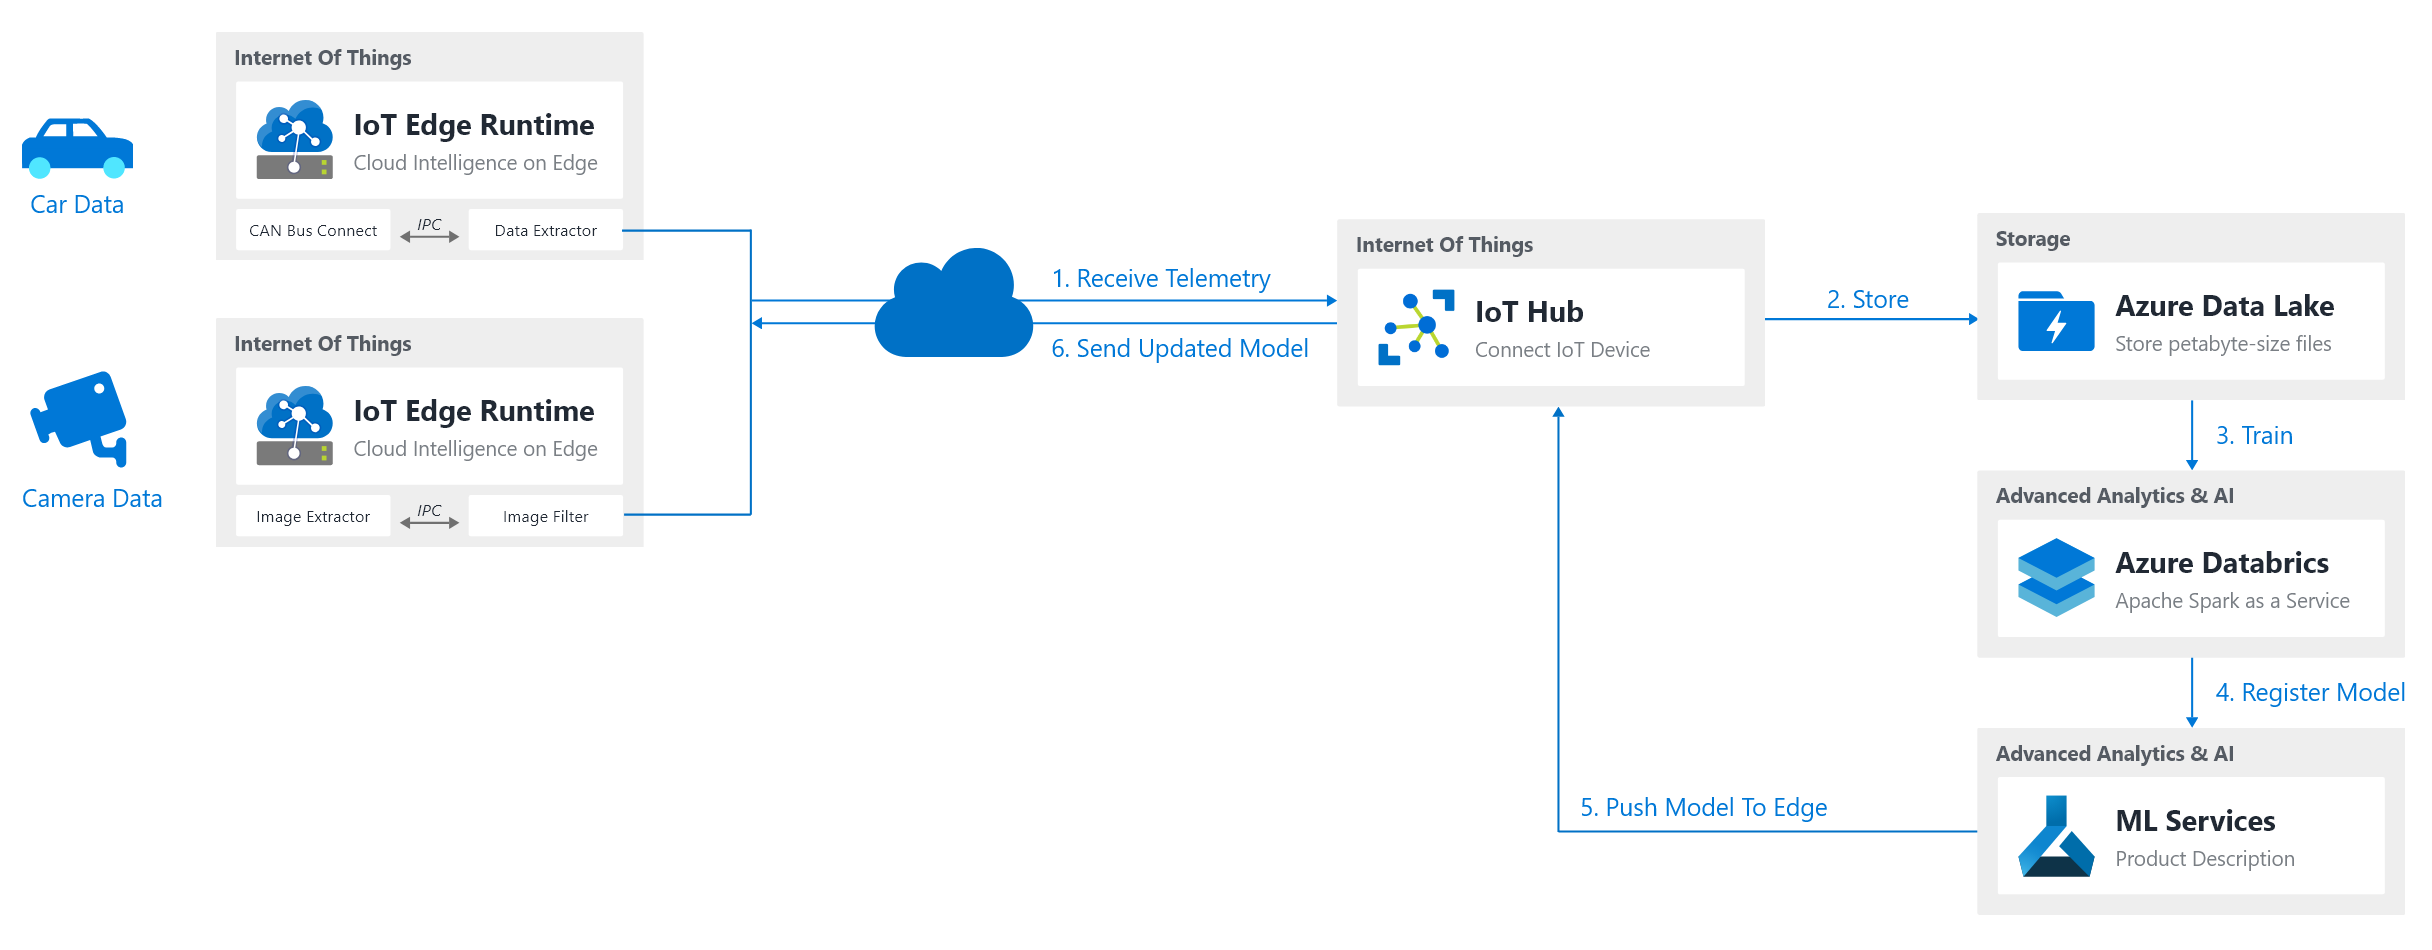 Car Data
Internet Of Things
IoT Edge Runtime
Cloud Intelligence on Edge
CAN Bus Connect
IPC
Data Extractor
Camera Data
Internet Of Things
IoT Edge Runtime
Cloud Intelligence on Edge
Image Extractor
IPC
Image Filter
1. Receive Telemetry
6. Send Updated Model
Internet Of Things
IoT Hub
Connect IoT Device
2. Store
Storage
Azure Data Lake
Store petabyte-size files
3. Train
Advanced Analytics & AI
Azure Databrics
Apache Spark as a Service
4. Register Model
Advanced Analytics & AI
ML Services
Product Description
5. Push Model To Edge